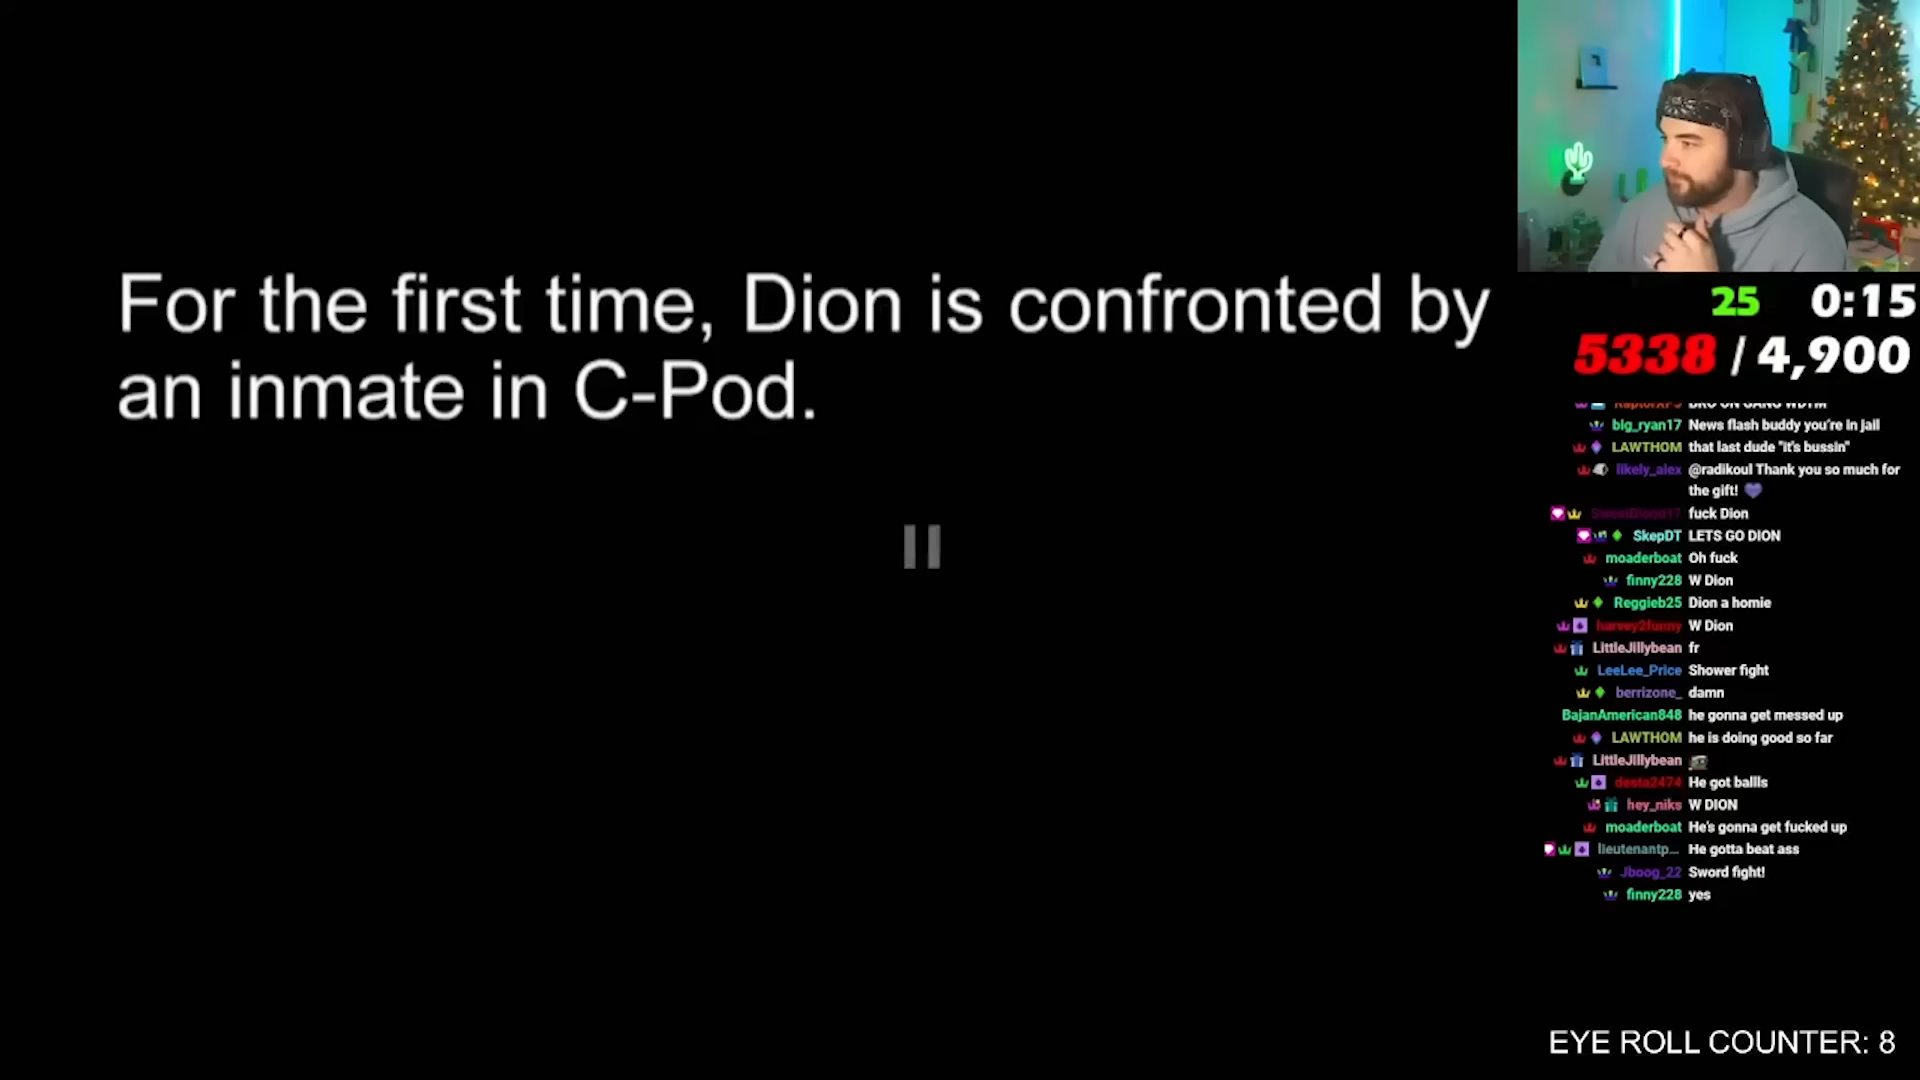 For the first time, Dion is confronted by
an inmate in C-Pod.
25 0:15
5338 / 4,900
big_ryan17 News flash buddy you're in jail
LAWTHOM that last dude "it's bussin"
likely_alex @radikoul Thank you so much for
the gift!
fuck Dion
SkepDT LETS GO DION
moaderboat Oh fuck
finny228 W Dion
Reggieb25 Dion a homie
harvey2funny W Dion
LittleJillybean fr
LeeLee_Price Shower fight
berrizone_ damn
BajanAmerican848 he gonna get messed up
LAWTHOM he is doing good so far
LittleJillybean
desta2474 He got ballls
hey_niks W DION
moaderboat He's gonna get fucked up
lieutenantp... He gotta beat ass
Jboog_22 Sword fight!
finny228 yes
EYE ROLL COUNTER: 8